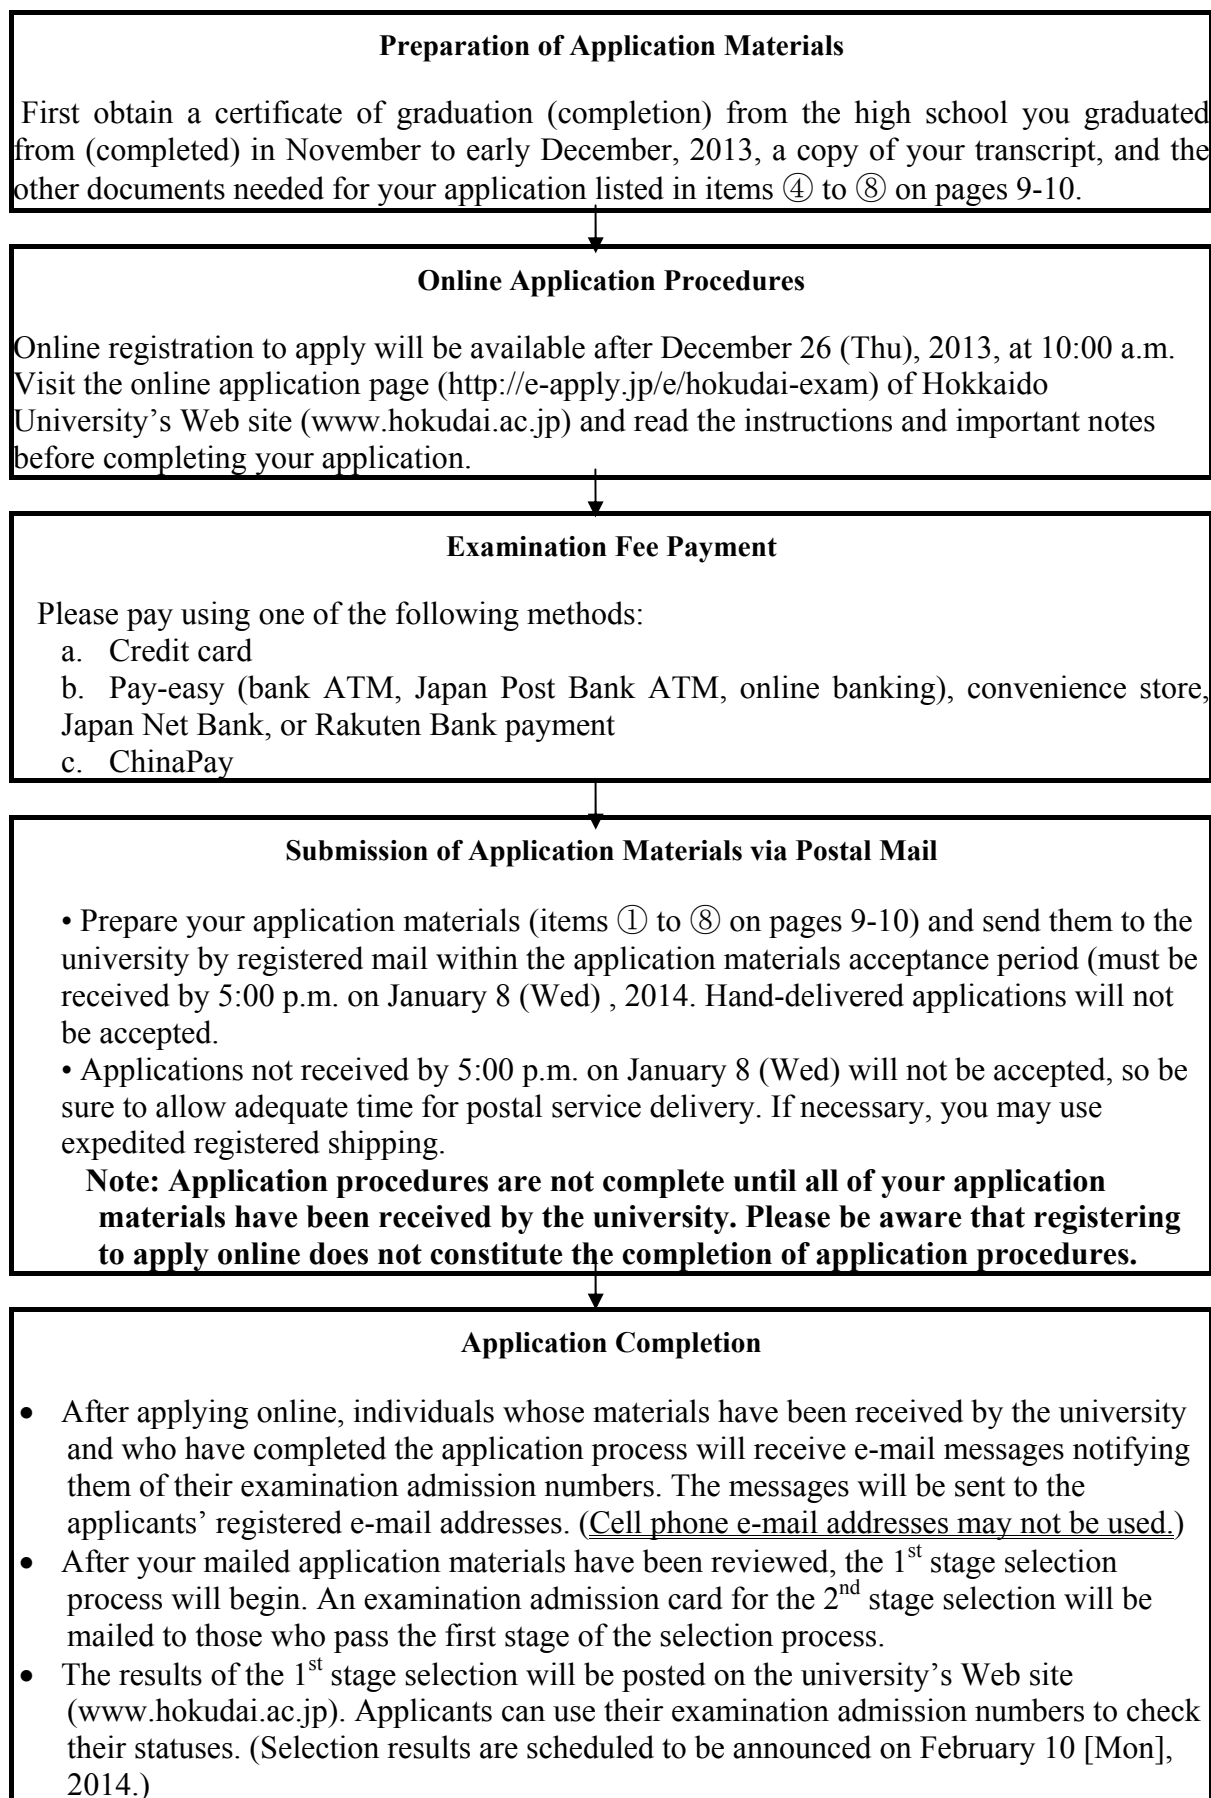 Preparation of Application Materials
First obtain a certificate of graduation (completion) from the high school you graduated
from (completed) in November to early December, 2013, a copy of your transcript, and the
other documents needed for your application listed in items ④ to ⑧ on pages 9-10.
Online Application Procedures
Online registration to apply will be available after December 26 (Thu), 2013, at 10:00 a.m.
Visit the online application page (http://e-apply.jp/e/hokudai-exam) of Hokkaido
University’s Web site (www.hokudai.ac.jp) and read the instructions and important notes
before completing your application.
Examination Fee Payment
Please pay using one of the following methods:
a. Credit card
b. Pay-easy (bank ATM, Japan Post Bank ATM, online banking), convenience store,
Japan Net Bank, or Rakuten Bank payment
c. ChinaPay
Submission of Application Materials via Postal Mail
• Prepare your application materials (items ① to ⑧ on pages 9-10) and send them to the
university by registered mail within the application materials acceptance period (must be
received by 5:00 p.m. on January 8 (Wed) , 2014. Hand-delivered applications will not
be accepted.
• Applications not received by 5:00 p.m. on January 8 (Wed) will not be accepted, so be
sure to allow adequate time for postal service delivery. If necessary, you may use
expedited registered shipping.
Note: Application procedures are not complete until all of your application
materials have been received by the university. Please be aware that registering
to apply online does not constitute the completion of application procedures.
Application Completion
• After applying online, individuals whose materials have been received by the university
and who have completed the application process will receive e-mail messages notifying
them of their examination admission numbers. The messages will be sent to the
applicants’ registered e-mail addresses. (Cell phone e-mail addresses may not be used.)
• After your mailed application materials have been reviewed, the 1st stage selection
process will begin. An examination admission card for the 2nd stage selection will be
mailed to those who pass the first stage of the selection process.
• The results of the 1st stage selection will be posted on the university’s Web site
(www.hokudai.ac.jp). Applicants can use their examination admission numbers to check
their statuses. (Selection results are scheduled to be announced on February 10 [Mon],
2014.)